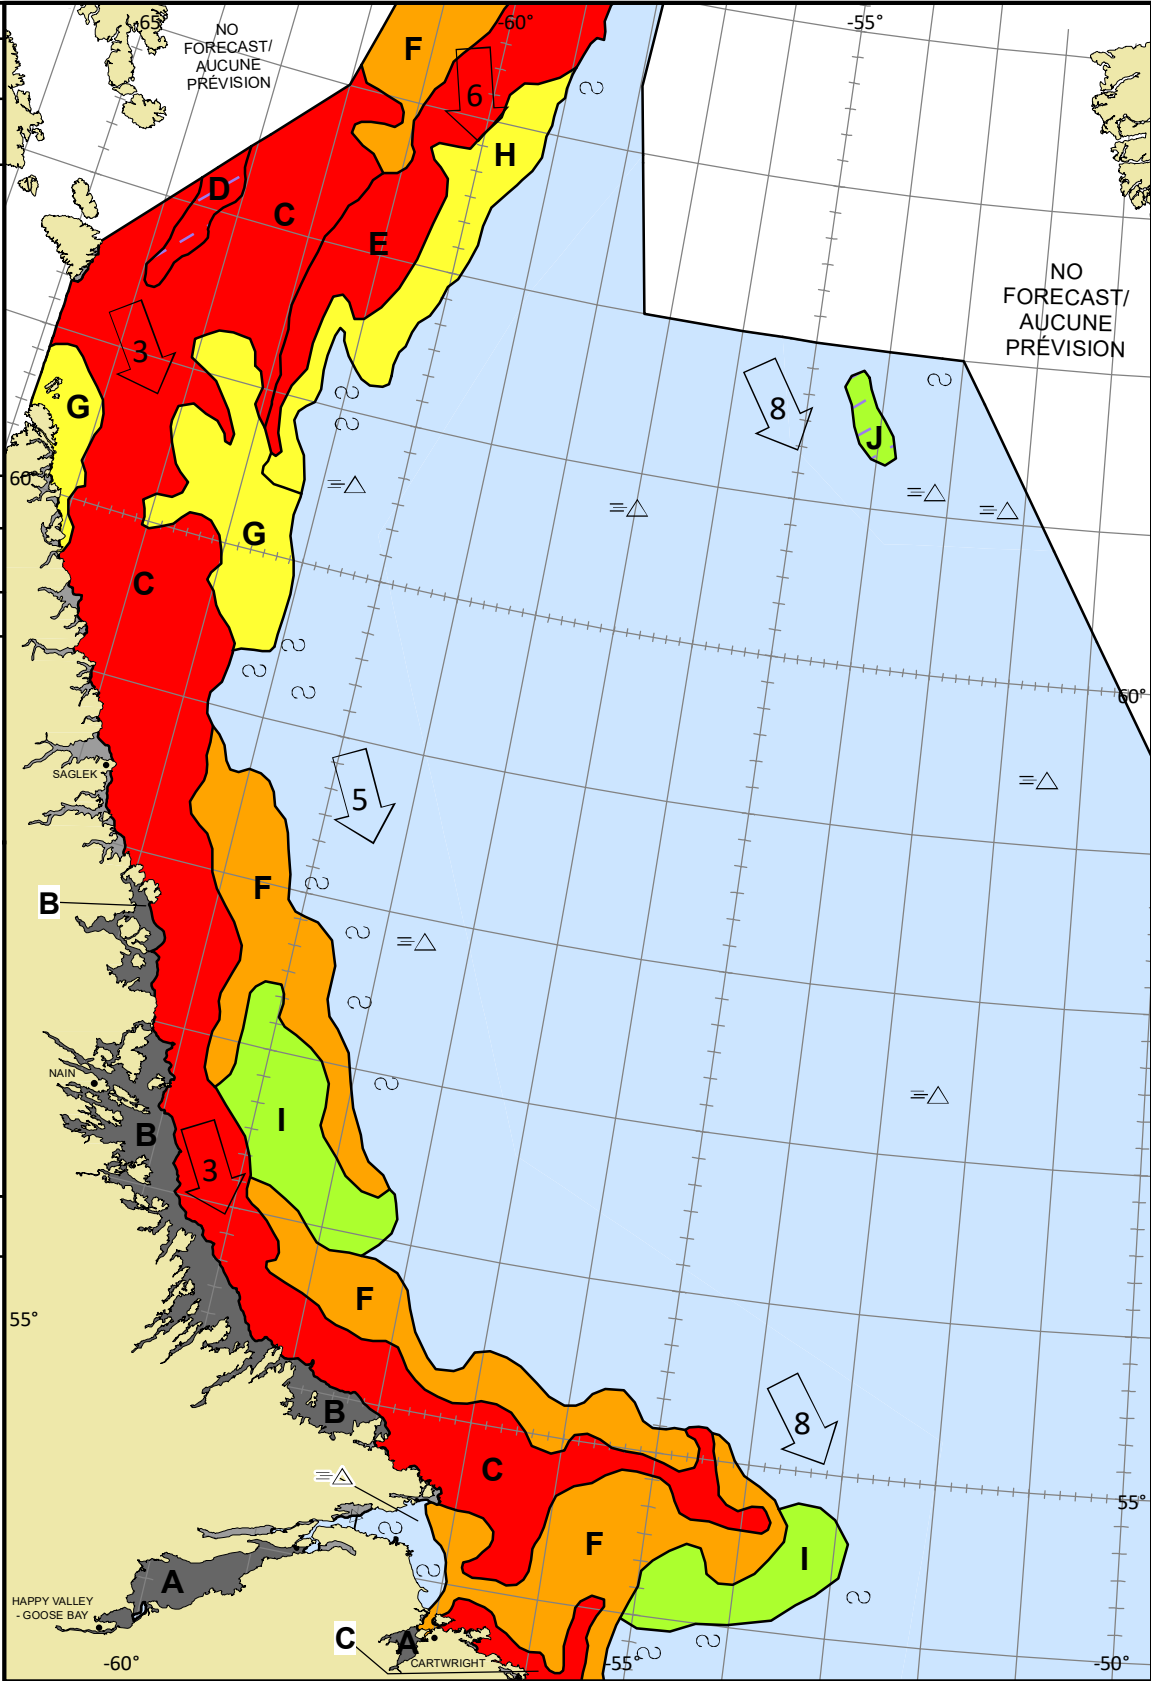 -65°
-60°
-55°
NO
FORECAST/
AUCUNE
PRÉVISION
F
6
H
D
C
E
NO
FORECAST/
AUCUNE
PRÉVISION
3
G
8
J
60°
G
C
60°
SAGLEK
5
F
B
NAIN
I
B
3
F
55°
B
8
C
55°
F
I
A
HAPPY VALLEY
- GOOSE BAY
C
A
CARTWRIGHT
-60°
-55°
-50°